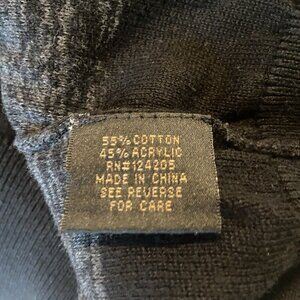 55% COTTON
45% ACRYLIC
RN#124205
MADE IN CHINA
SEE REVERSE
FOR CARE